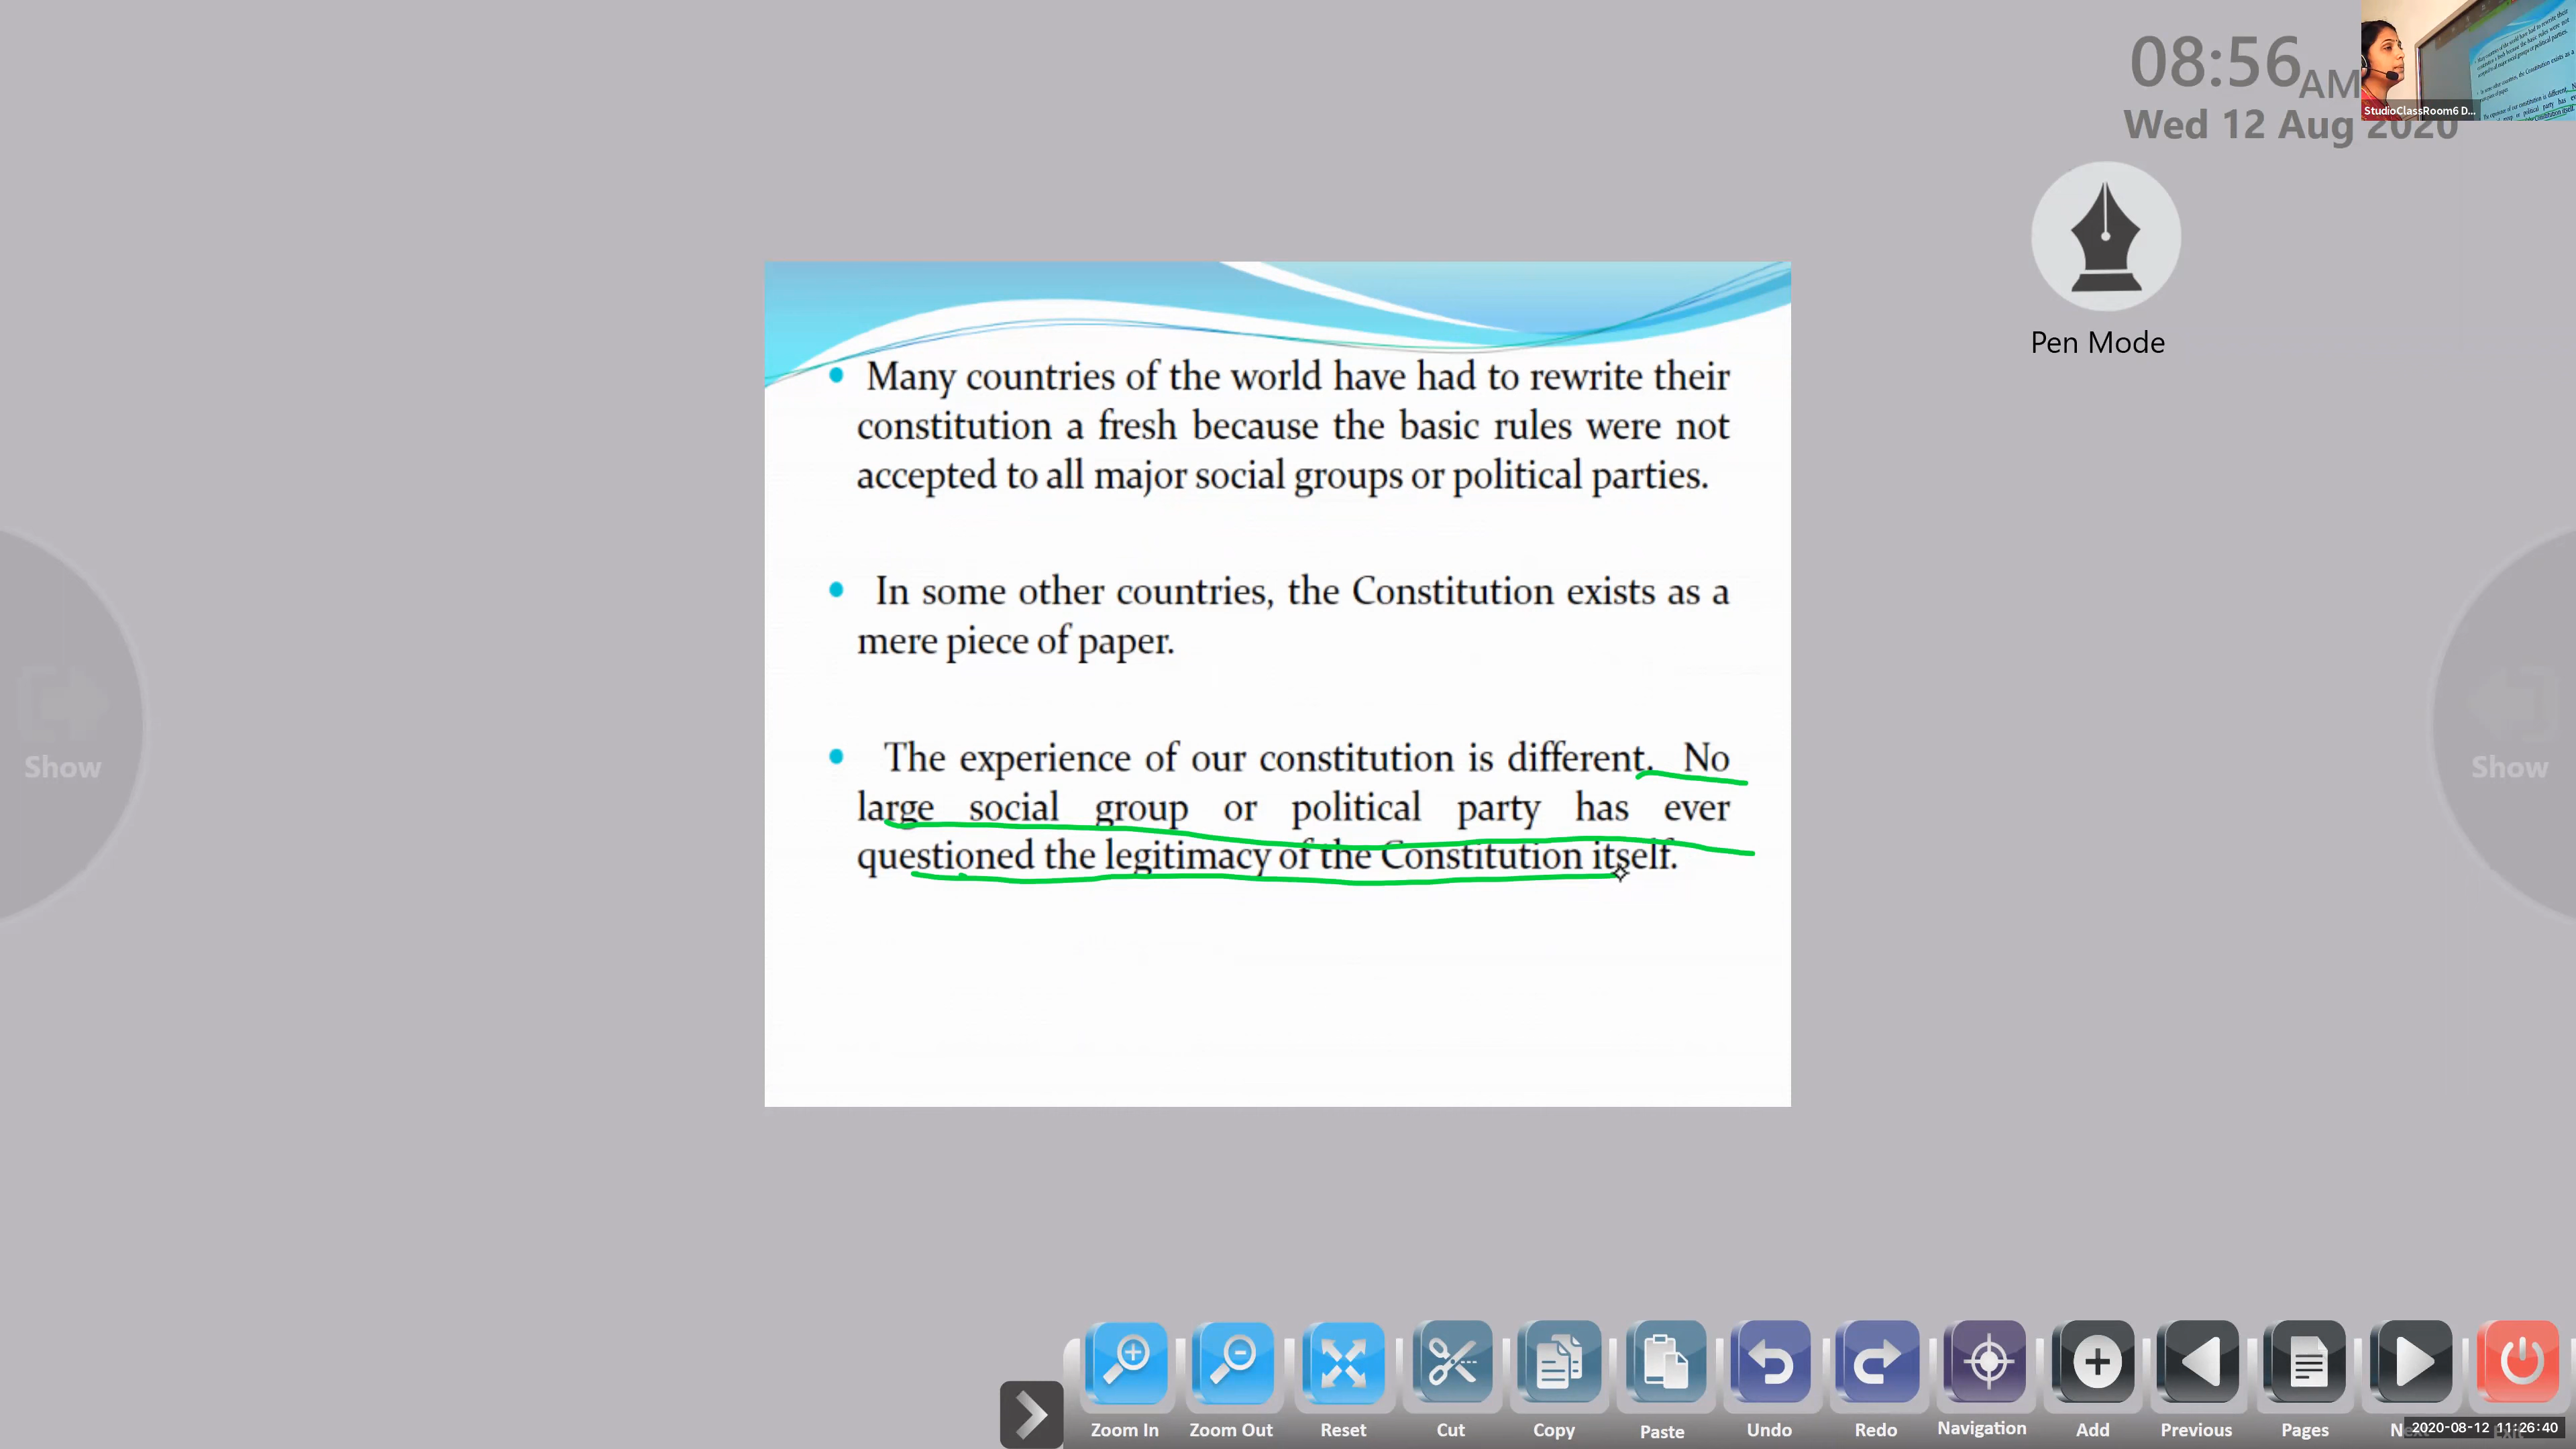 08:56 AM
Wed 12 Aug 2020
StudioClassRoom6 D...
Pen Mode
• Many countries of the world have had to rewrite their
constitution a fresh because the basic rules were not
accepted to all major social groups or political parties.
• In some other countries, the Constitution exists as a
mere piece of paper.
• The experience of our constitution is different. No
large social group or political party has ever
questioned the legitimacy of the Constitution itself.
Show
Show
Zoom In Zoom Out Reset Cut Copy Paste Undo Redo Navigation Add Previous Pages
2020-08-12 11:26:40